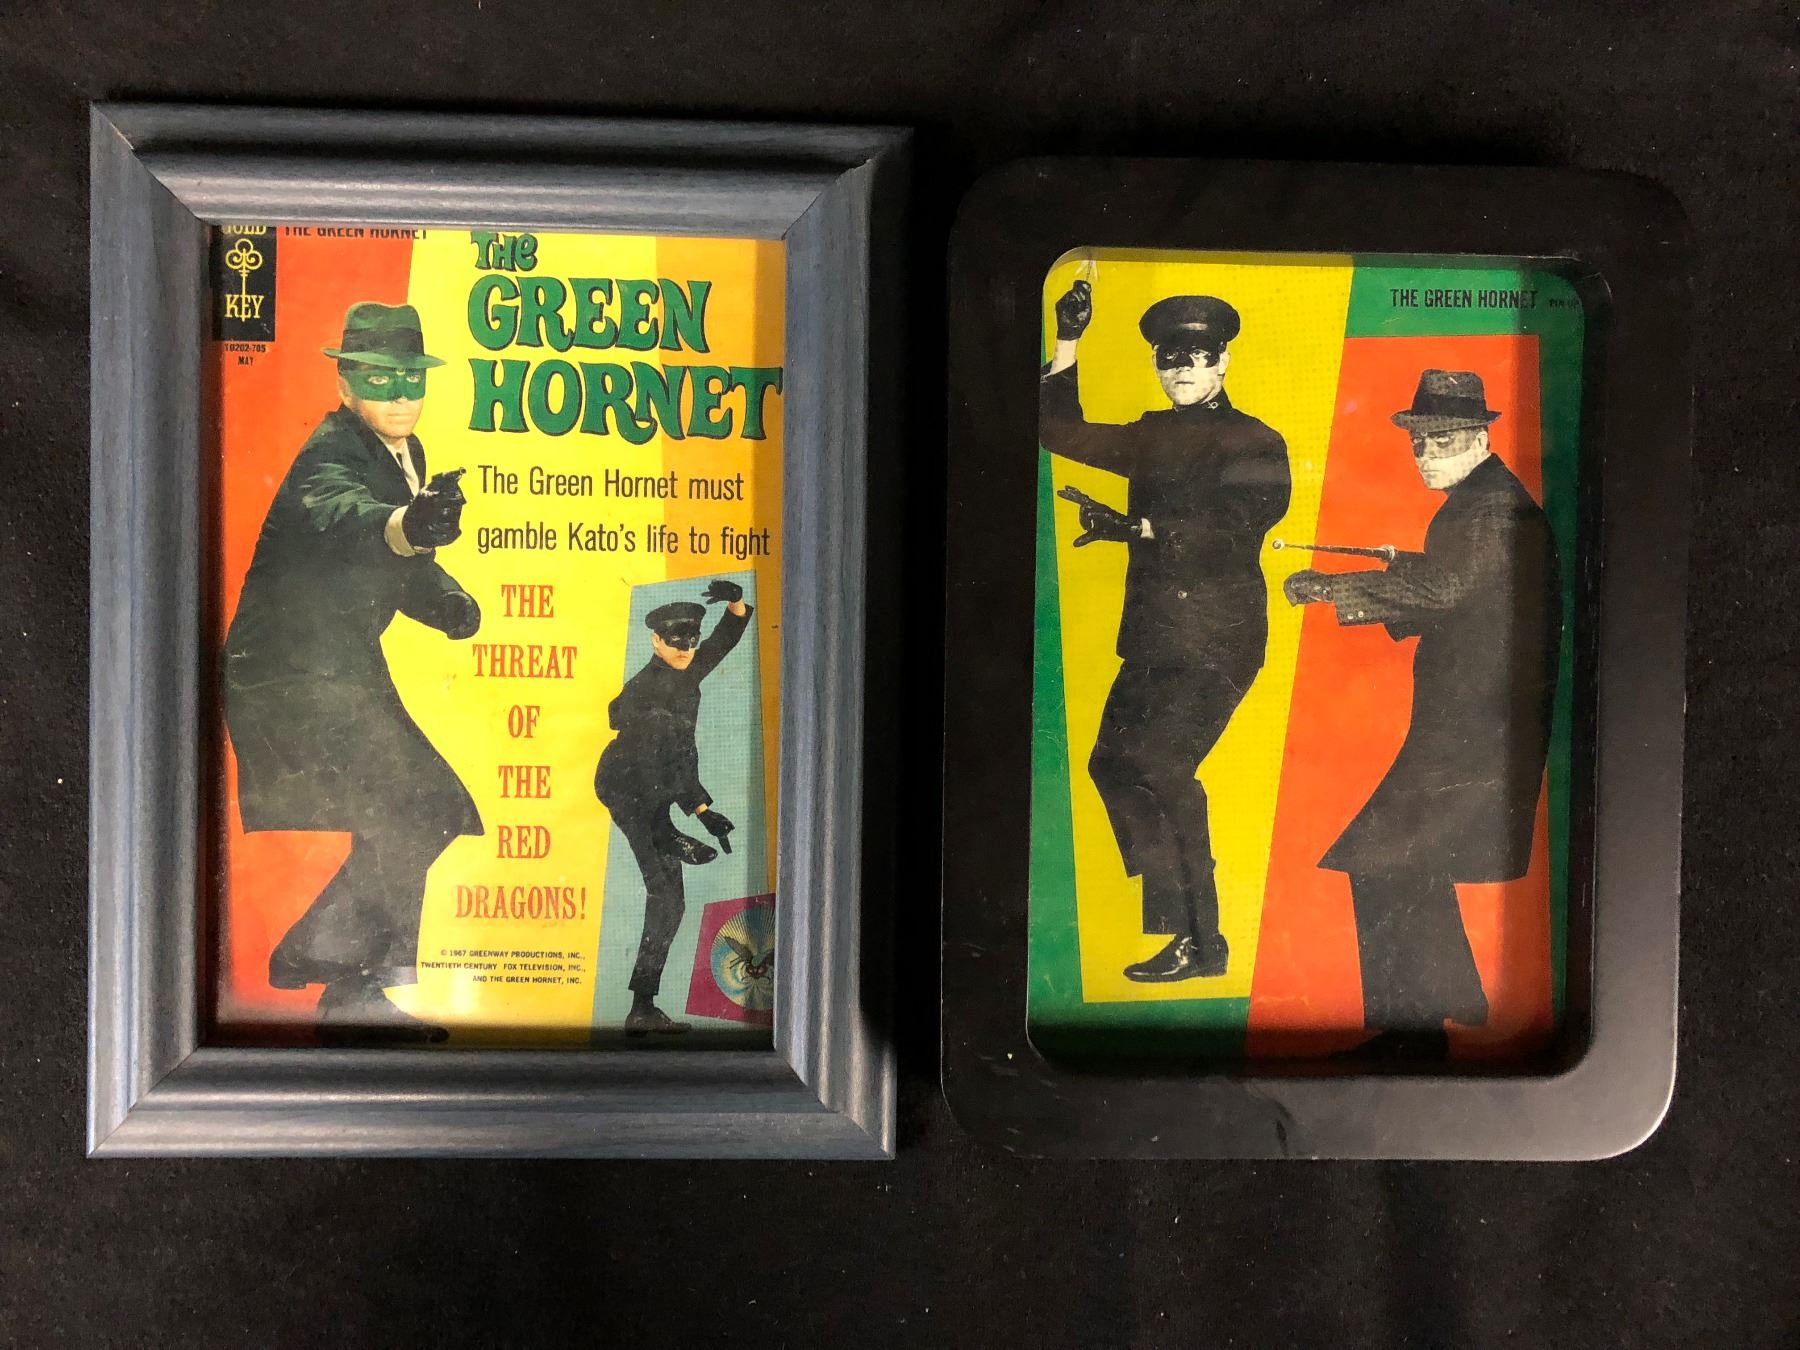 GOLD
KEY
10202-705
MAY
THE GREEN HORNET
THE
GREEN
HORNET
The Green Hornet must
gamble Kato's life to fight
THE
THREAT
OF
THE
RED
DRAGONS!
© 1967 GREENWAY PRODUCTIONS, INC.,
TWENTIETH CENTURY FOX TELEVISION, INC.,
AND THE GREEN HORNET, INC.
THE GREEN HORNET PIN UP